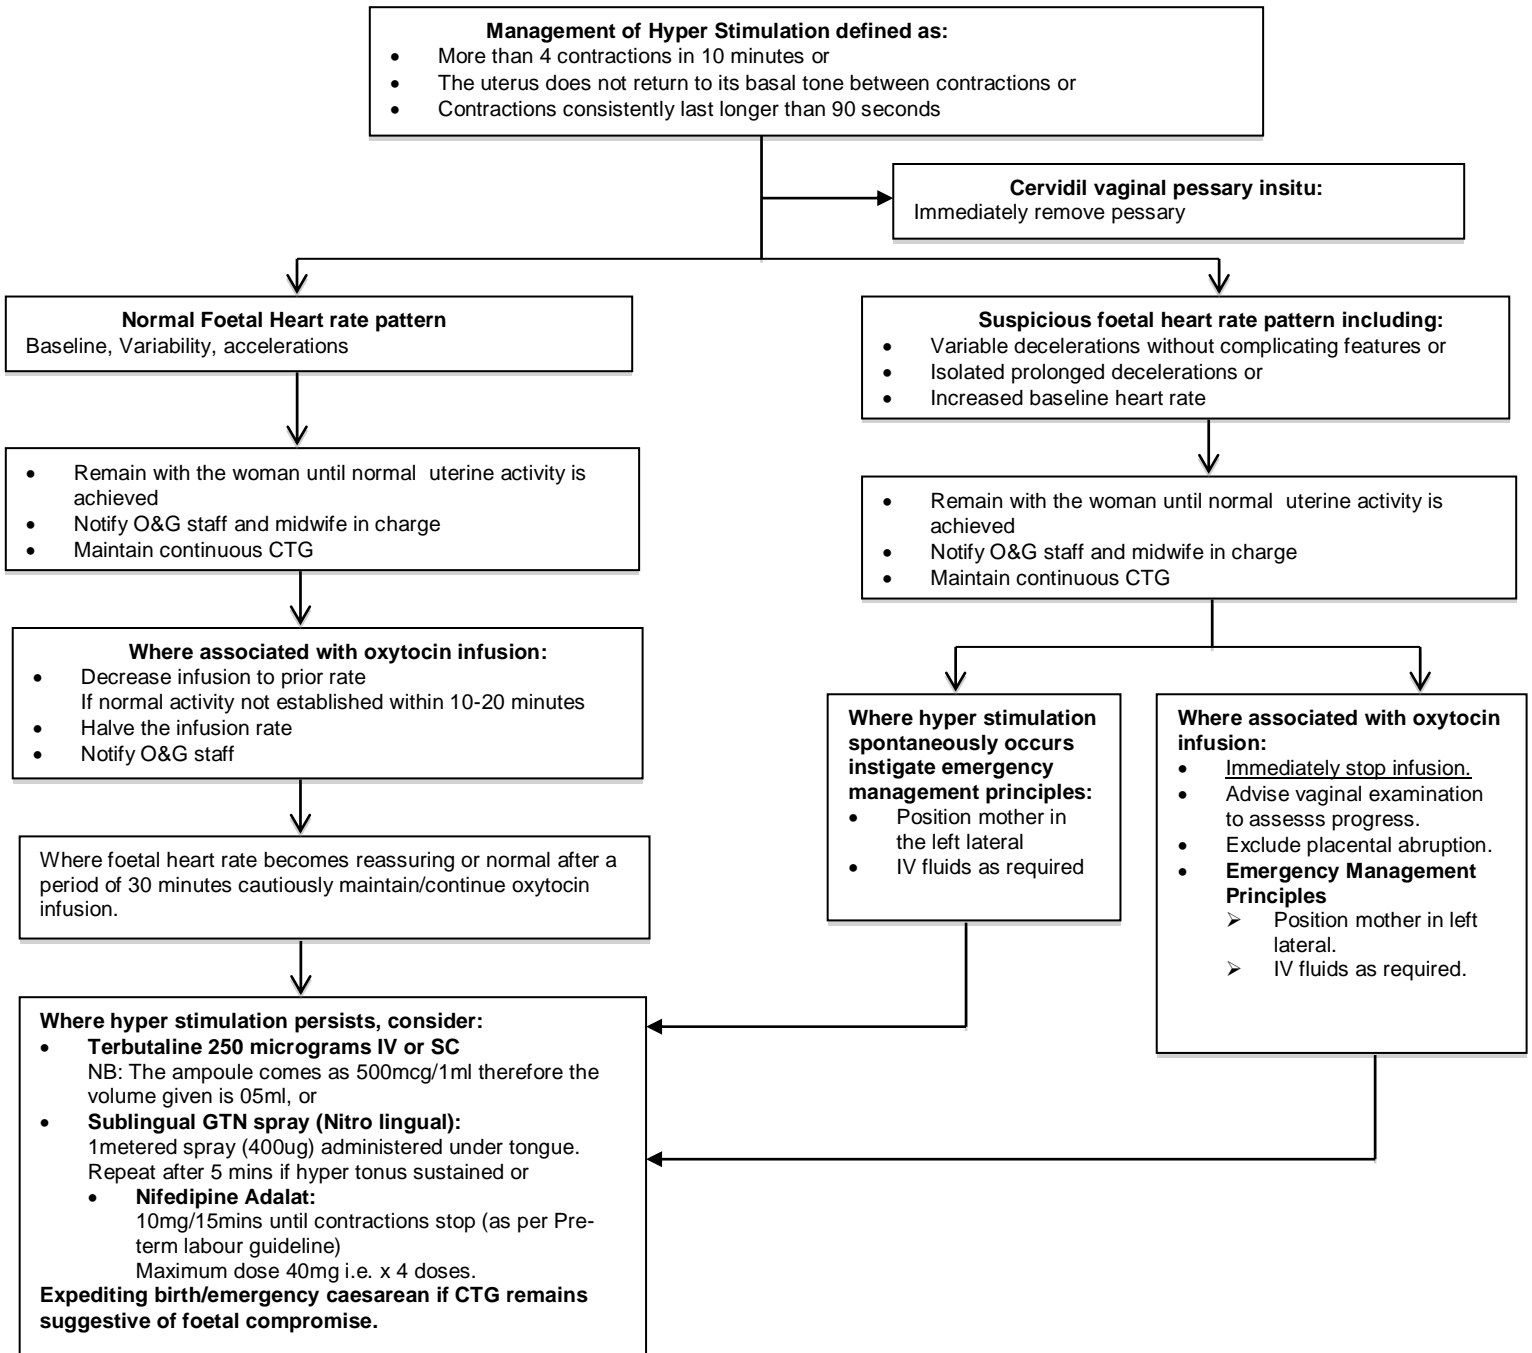 Management of Hyper Stimulation defined as:
• More than 4 contractions in 10 minutes or
• The uterus does not return to its basal tone between contractions or
• Contractions consistently last longer than 90 seconds
Cervidil vaginal pessary insitu:
Immediately remove pessary
Normal Foetal Heart rate pattern
Baseline, Variability, accelerations
Suspicious foetal heart rate pattern including:
• Variable decelerations without complicating features or
• Isolated prolonged decelerations or
• Increased baseline heart rate
• Remain with the woman until normal uterine activity is
achieved
• Notify O&G staff and midwife in charge
• Maintain continuous CTG
• Remain with the woman until normal uterine activity is
achieved
• Notify O&G staff and midwife in charge
• Maintain continuous CTG
Where associated with oxytocin infusion:
• Decrease infusion to prior rate
If normal activity not established within 10-20 minutes
• Halve the infusion rate
• Notify O&G staff
Where hyper stimulation
spontaneously occurs
instigate emergency
management principles:
• Position mother in
the left lateral
• IV fluids as required
Where associated with oxytocin
infusion:
• Immediately stop infusion.
• Advise vaginal examination
to assesss progress.
• Exclude placental abruption.
• Emergency Management
Principles
➢ Position mother in left
lateral.
➢ IV fluids as required.
Where foetal heart rate becomes reassuring or normal after a
period of 30 minutes cautiously maintain/continue oxytocin
infusion.
Where hyper stimulation persists, consider:
• Terbutaline 250 micrograms IV or SC
NB: The ampoule comes as 500mcg/1ml therefore the
volume given is 05ml, or
• Sublingual GTN spray (Nitro lingual):
1metered spray (400ug) administered under tongue.
Repeat after 5 mins if hyper tonus sustained or
• Nifedipine Adalat:
10mg/15mins until contractions stop (as per Pre-
term labour guideline)
Maximum dose 40mg i.e. x 4 doses.
Expediting birth/emergency caesarean if CTG remains
suggestive of foetal compromise.